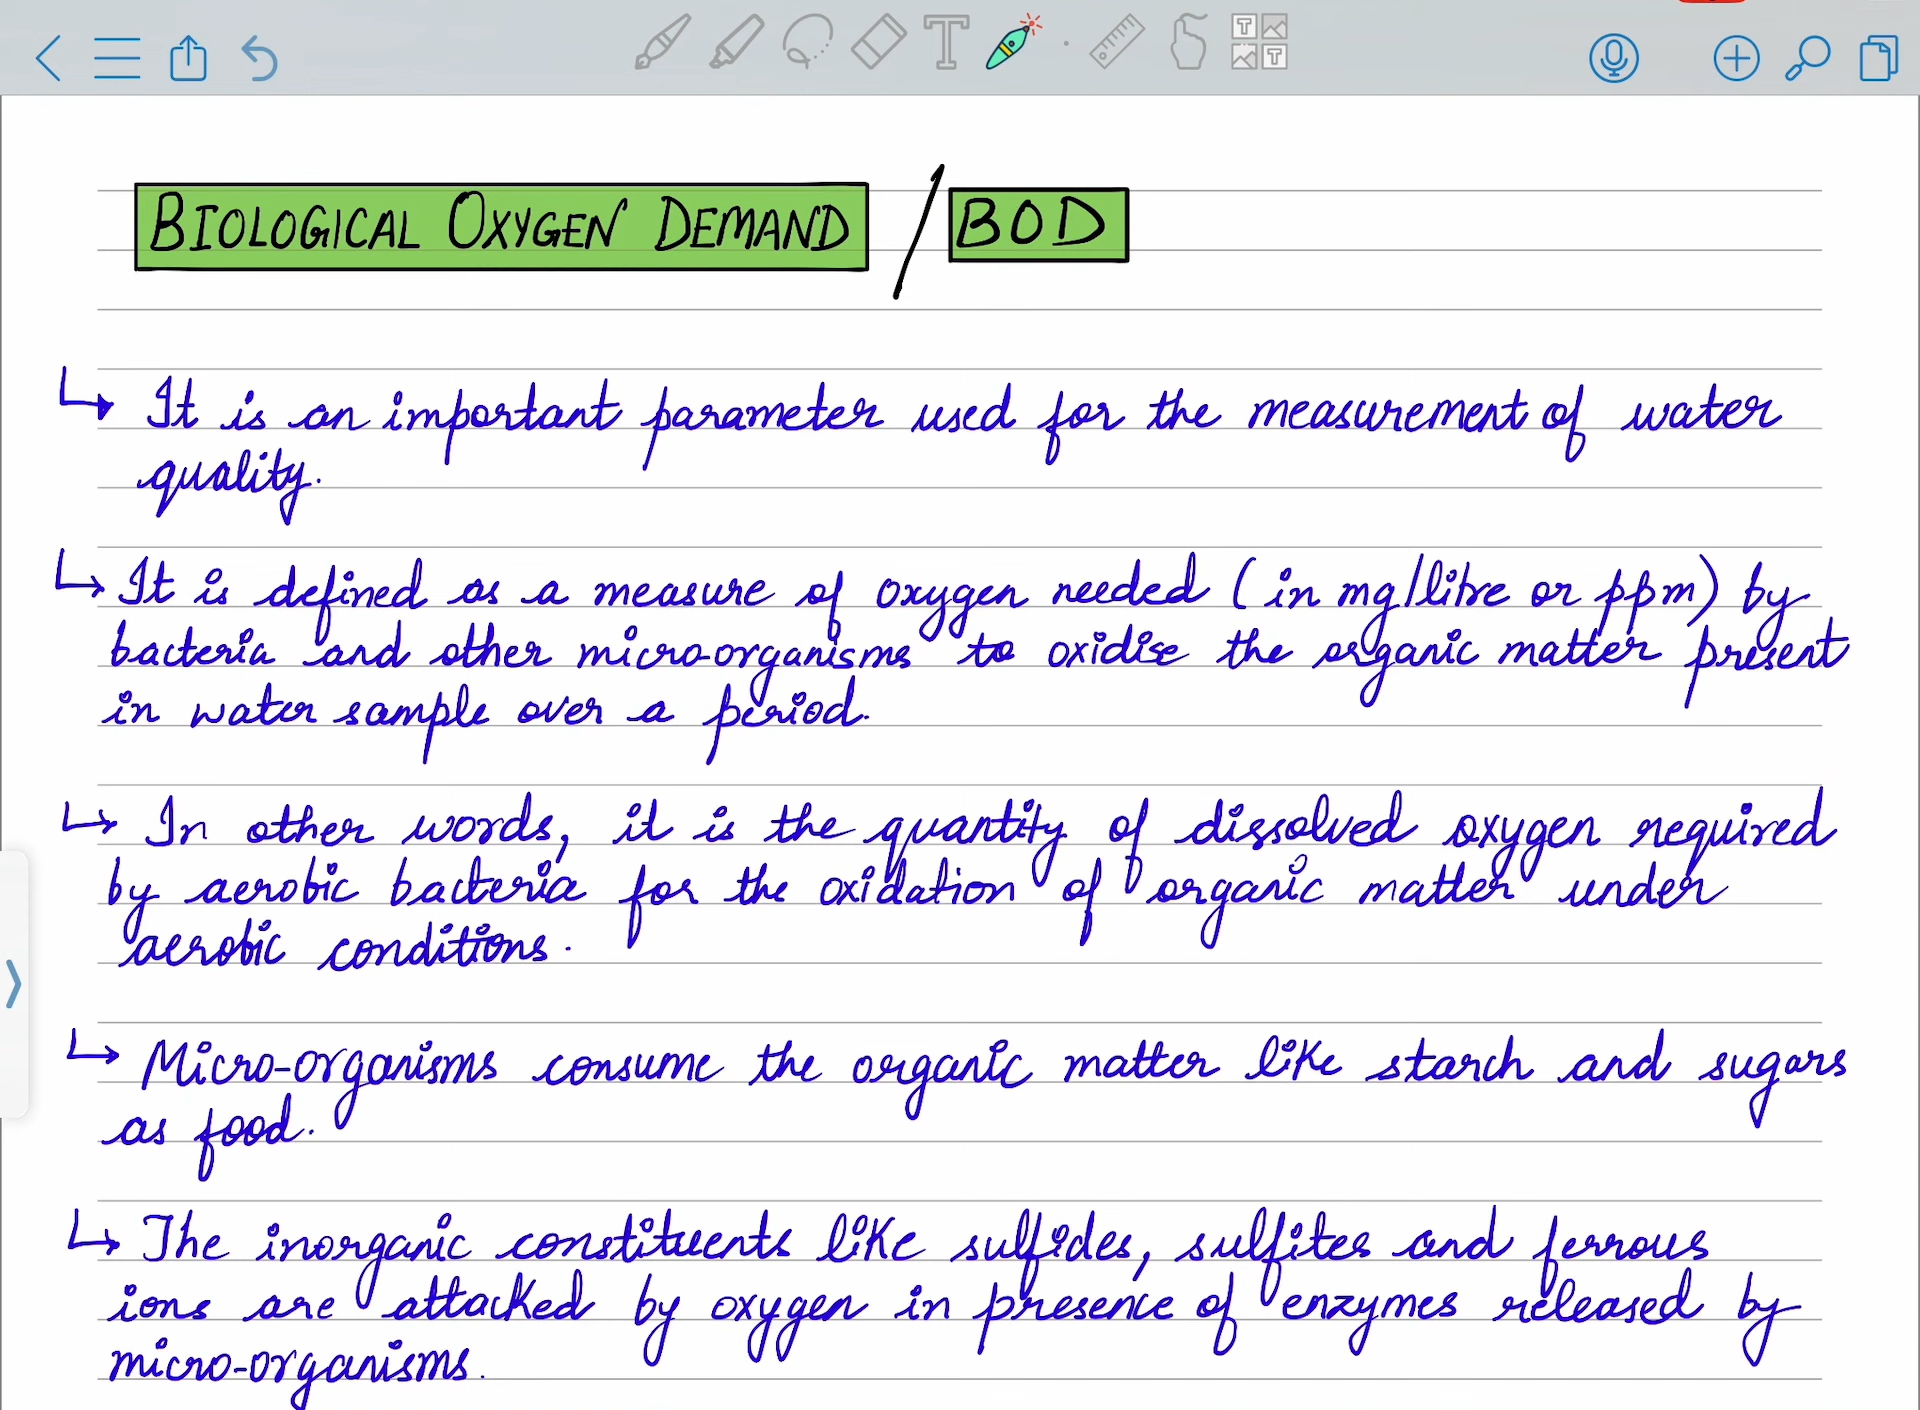 BIOLOGICAL OXYGEN DEMAND / BOD
↳ It is an important parameter used for the measurement of water
quality.
↳ It is defined as a measure of oxygen needed (in mg/litre or ppm) by
bacteria and other micro-organisms to oxidise the organic matter present
in water sample over a period.
↳ In other words, it is the quantity of dissolved oxygen required
by aerobic bacteria for the oxidation of organic matter under
aerobic conditions.
↳ Micro-organisms consume the organic matter like starch and sugars
as food.
↳ The inorganic constituents like sulfides, sulfites and ferrous
ions are attacked by oxygen in presence of enzymes released by
micro-organisms.